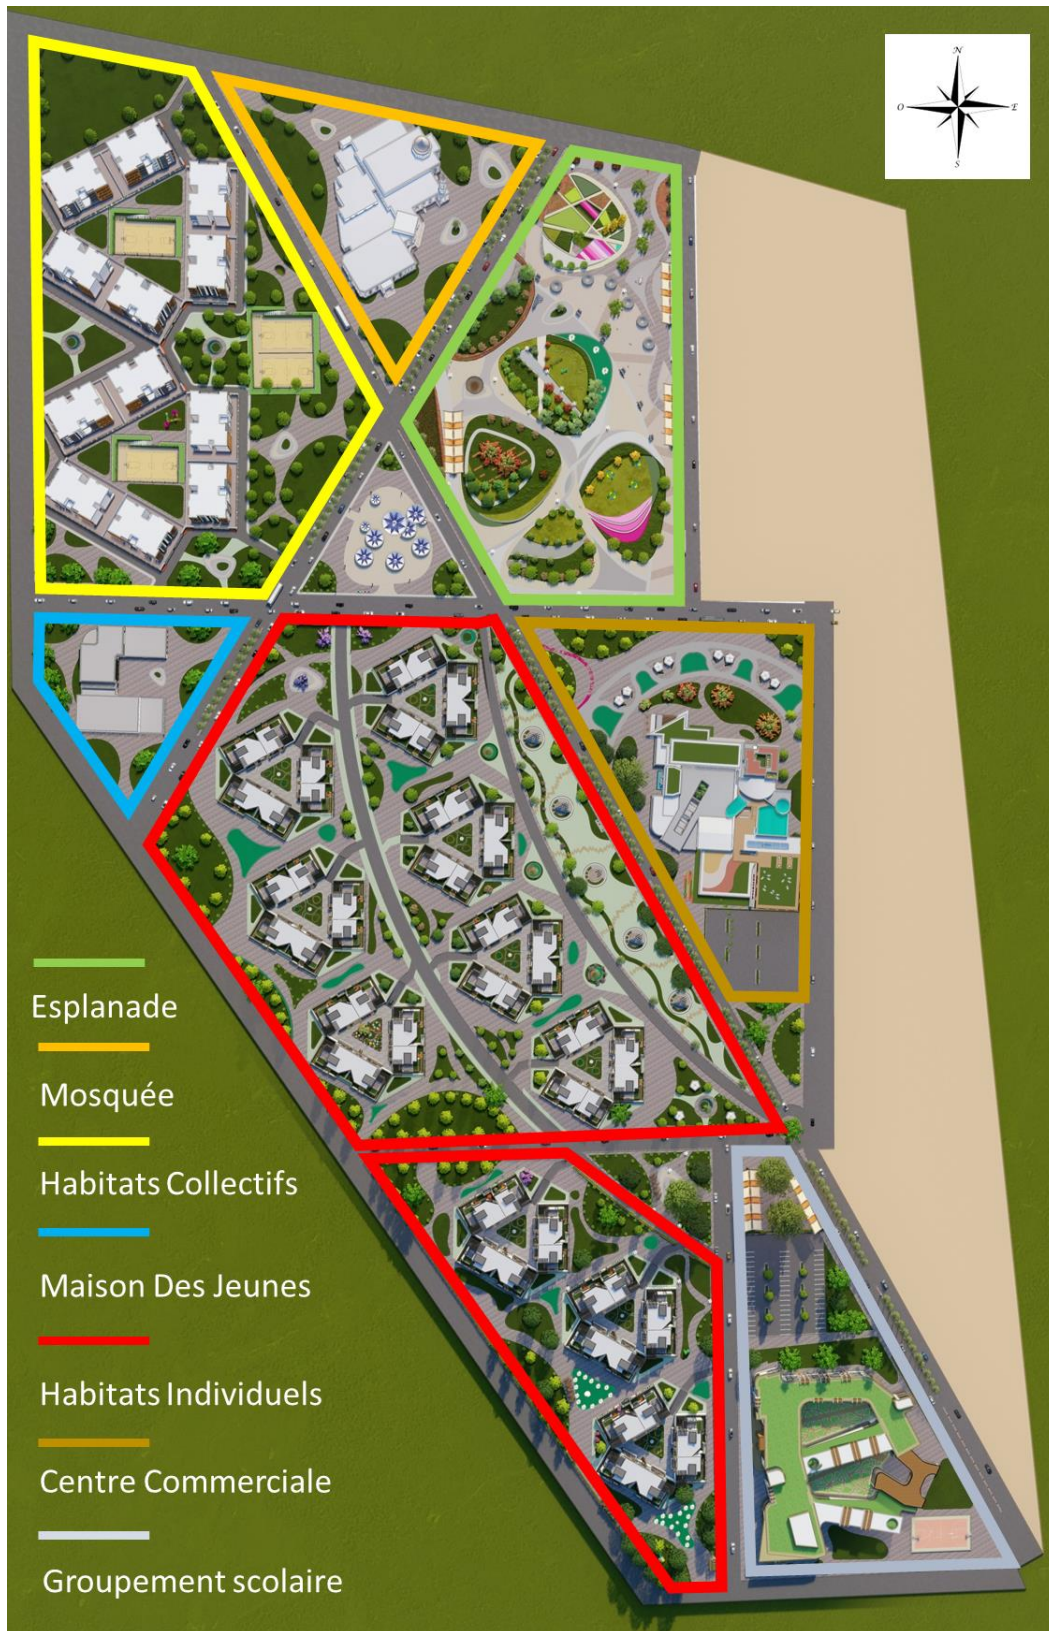 N
O E
S
Esplanade
Mosquée
Habitats Collectifs
Maison Des Jeunes
Habitats Individuels
Centre Commerciale
Groupement scolaire